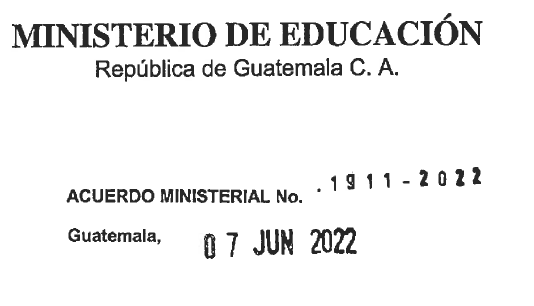 MINISTERIO DE EDUCACIÓN
República de Guatemala C. A.
ACUERDO MINISTERIAL No. . 1911-2022
Guatemala, 07 JUN 2022